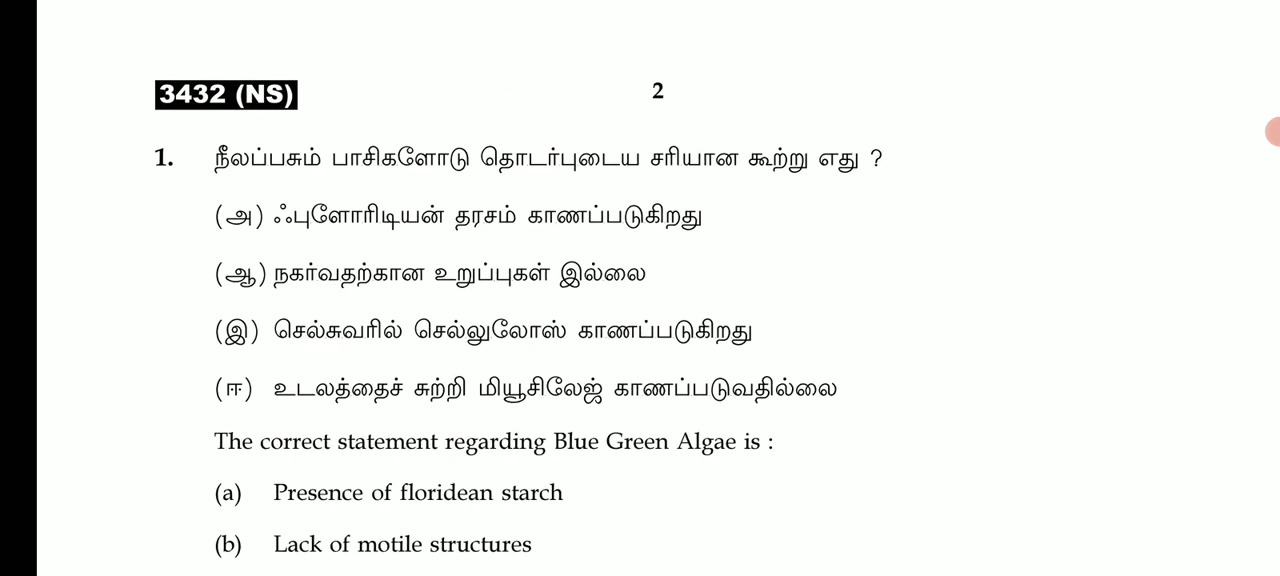 3432 (NS)
2
1. நீலப்பசும் பாசிகளோடு தொடர்புடைய சரியான கூற்று எது ?
(அ) ஃபுளோரிடியன் தரசம் காணப்படுகிறது
(ஆ) நகர்வதற்கான உறுப்புகள் இல்லை
(இ) செல்சுவரில் செல்லுலோஸ் காணப்படுகிறது
(ஈ) உடலத்தைச் சுற்றி மியூசிலேஜ் காணப்படுவதில்லை
The correct statement regarding Blue Green Algae is :
(a) Presence of floridean starch
(b) Lack of motile structures